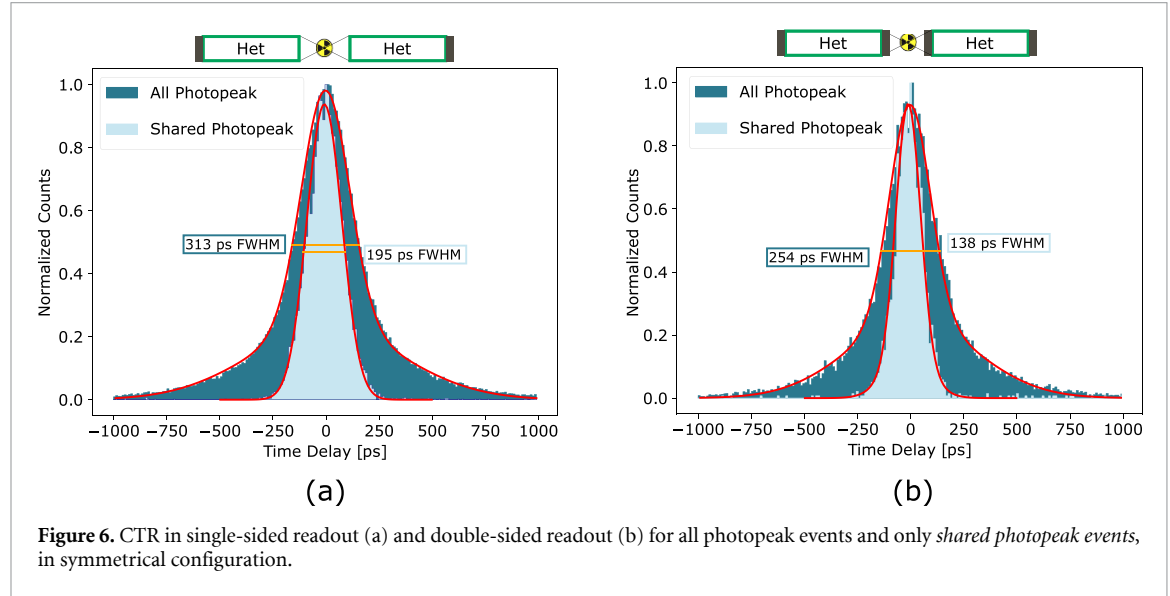 Het Het
1.0
0.8
0.6
0.4
0.2
0.0
Normalized Counts
All Photopeak
Shared Photopeak
313 ps FWHM
195 ps FWHM
−1000 −750 −500 −250 0 250 500 750 1000
Time Delay [ps]
(a)
Het Het
1.0
0.8
0.6
0.4
0.2
0.0
Normalized Counts
All Photopeak
Shared Photopeak
138 ps FWHM
254 ps FWHM
−1000 −750 −500 −250 0 250 500 750 1000
Time Delay [ps]
(b)
Figure 6. CTR in single-sided readout (a) and double-sided readout (b) for all photopeak events and only shared photopeak events,
in symmetrical configuration.